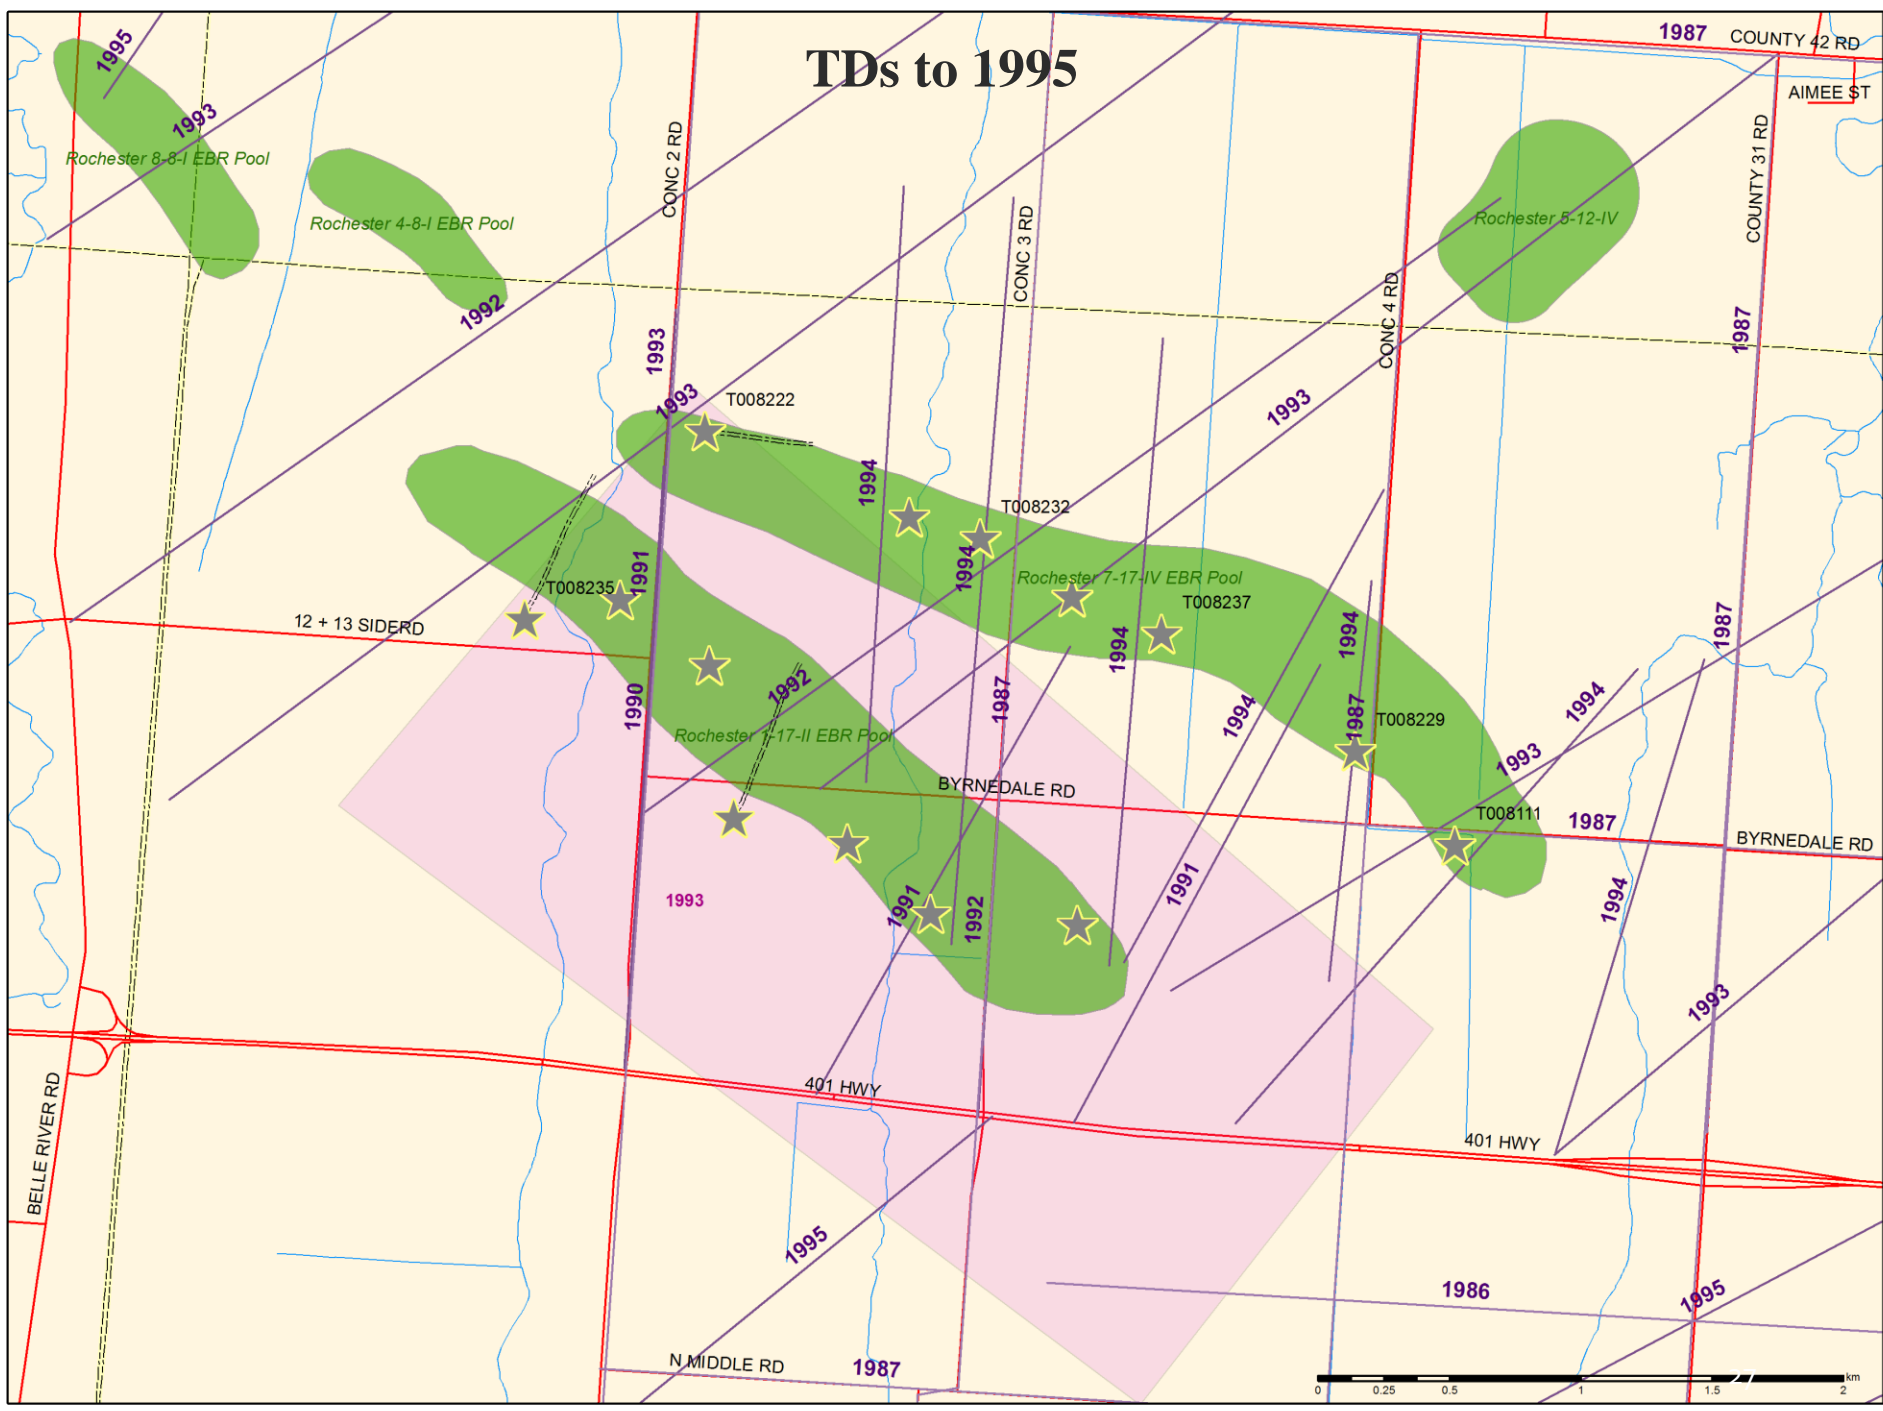 TDs to 1995
1987
COUNTY 42 RD
AIMEE ST
1995
1993
Rochester 8-8-I EBR Pool
Rochester 4-8-I EBR Pool
1992
CONC 2 RD
CONC 3 RD
COUNTY 31 RD
Rochester 5-12-IV
CONC 4 RD
1987
1993
1993
T008222
1993
1994
T008232
1994
Rochester 7-17-IV EBR Pool
T008237
1991
T008235
12 + 13 SIDERD
1994
1994
1987
1990
1992
1987
1994
1994
1987
T008229
Rochester 1-17-II EBR Pool
1993
BYRNEDALE RD
T008111
1987
BYRNEDALE RD
1993
1991
1992
1991
1994
1993
BELLE RIVER RD
401 HWY
401 HWY
1995
1986
1995
N MIDDLE RD
1987
27
km
0
0.25
0.5
1
1.5
2